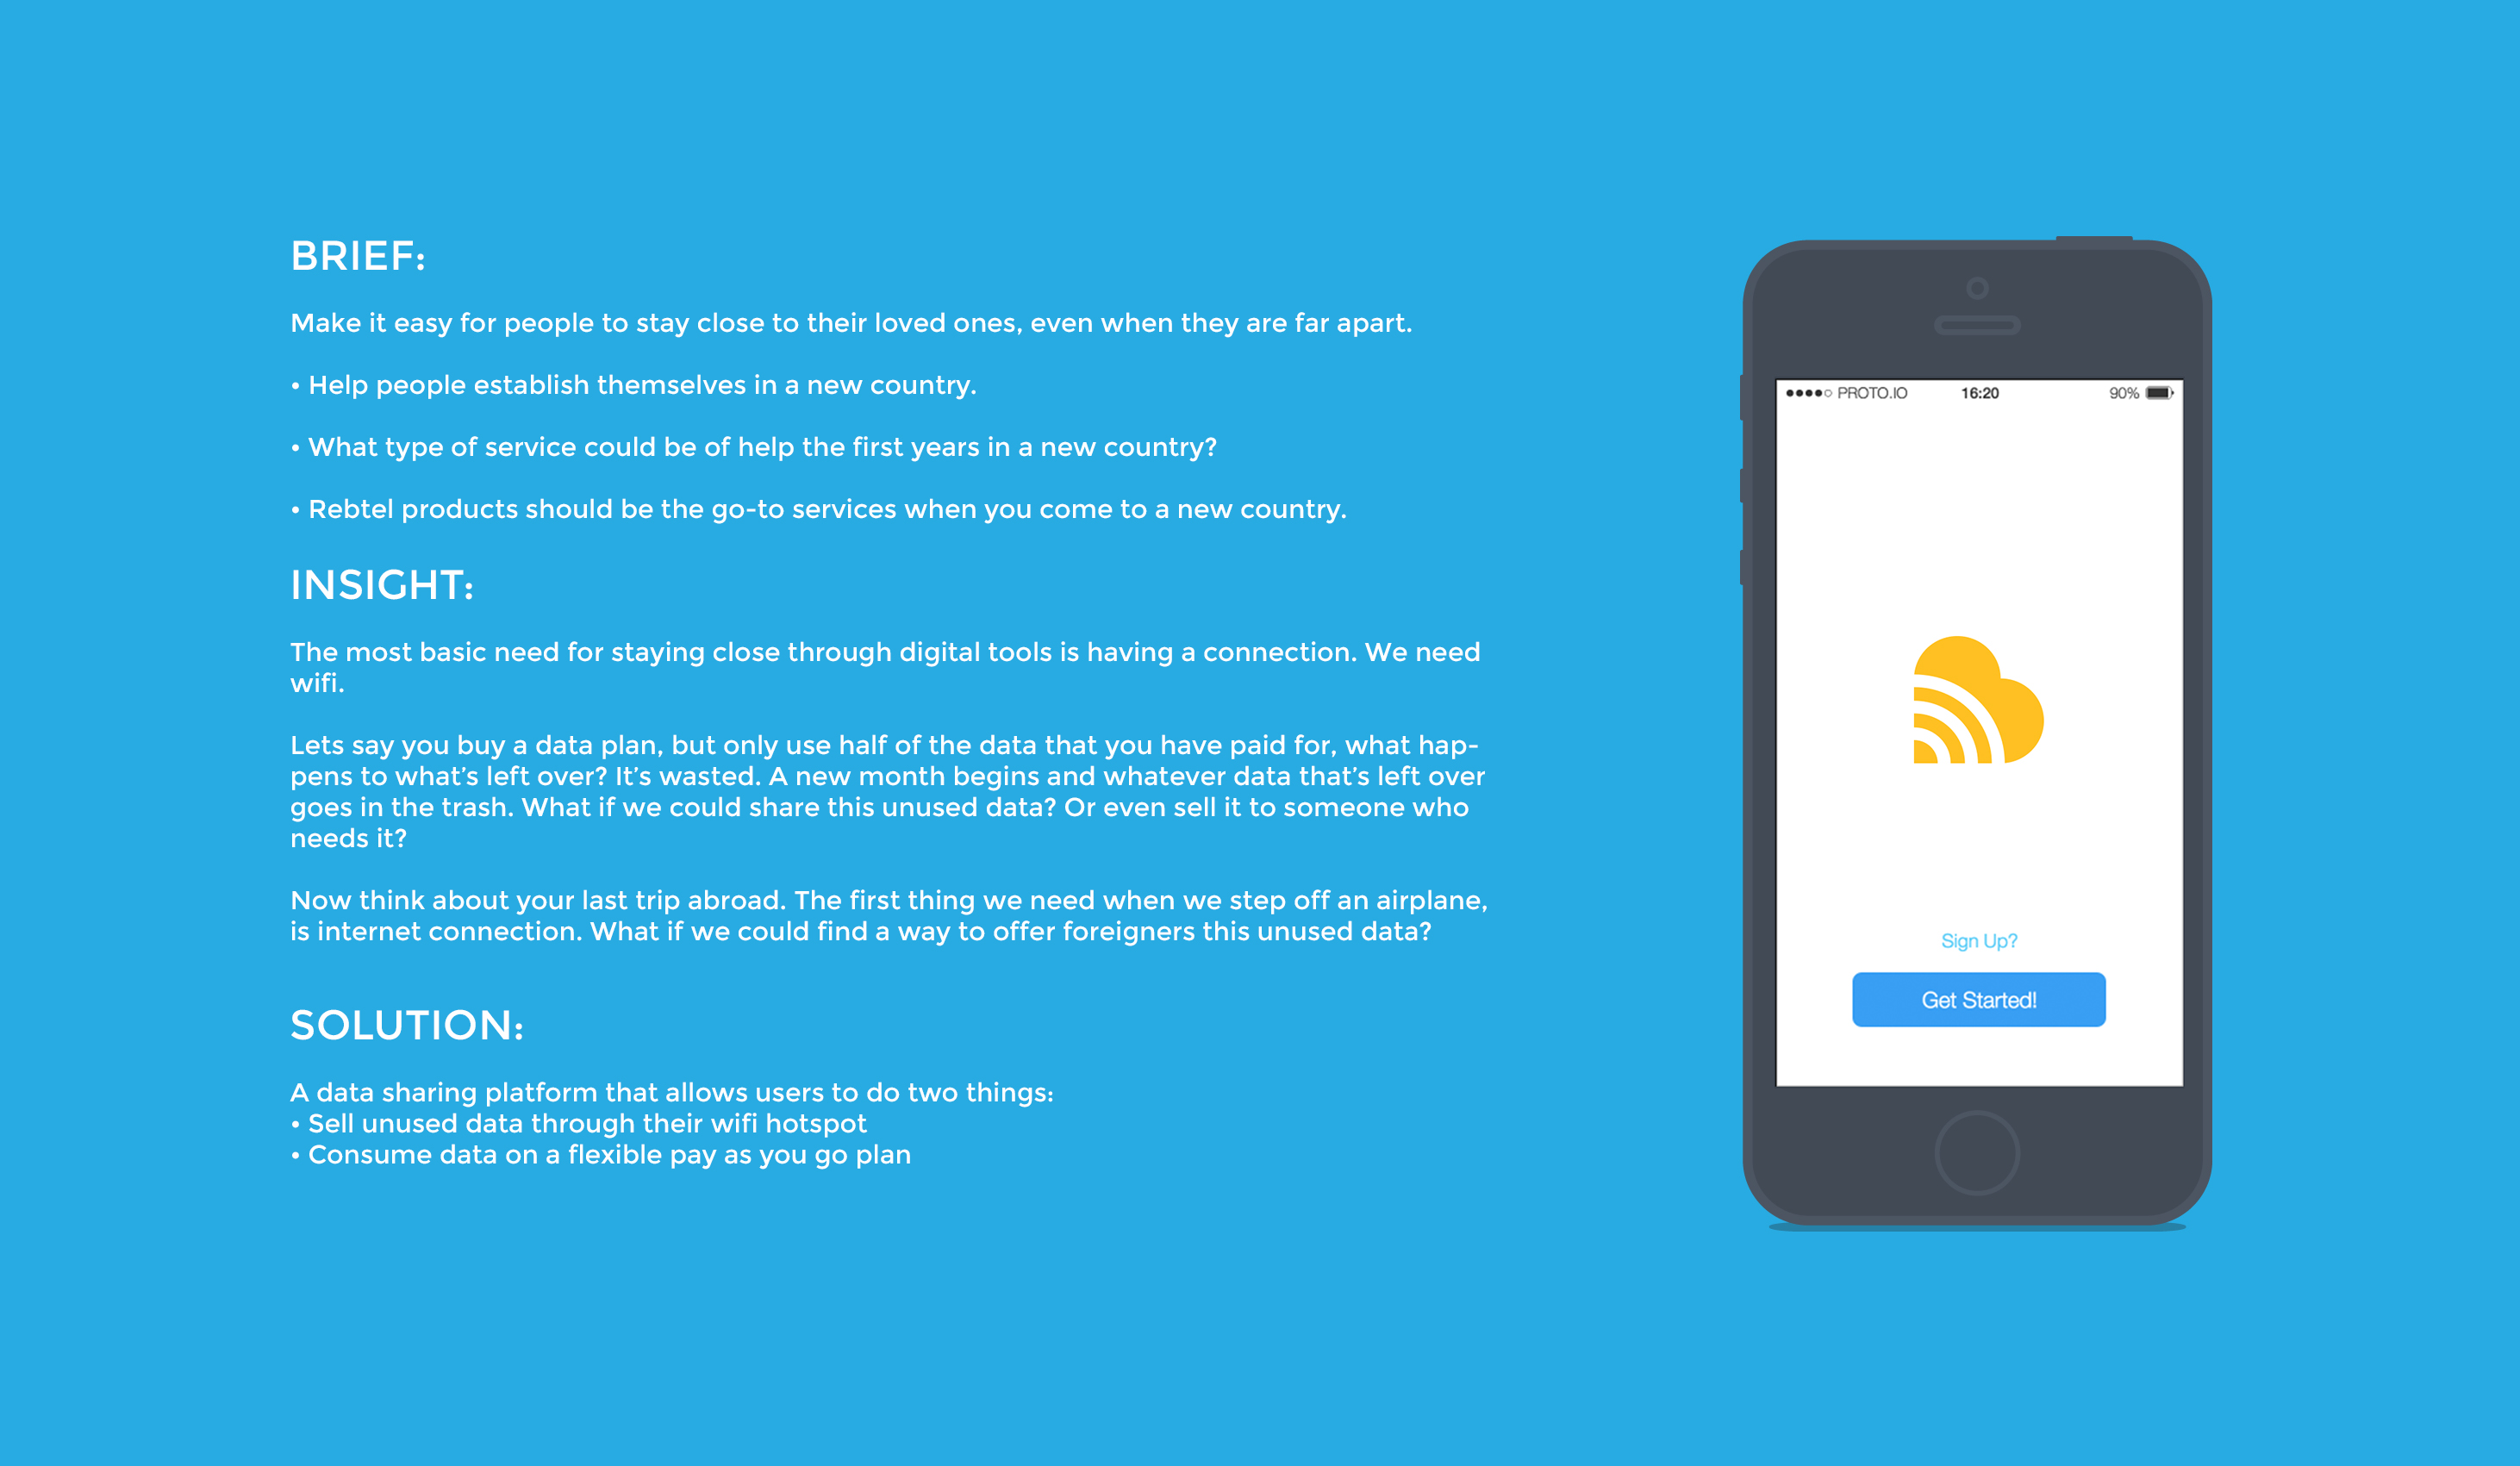 BRIEF:
Make it easy for people to stay close to their loved ones, even when they are far apart.
• Help people establish themselves in a new country.
• What type of service could be of help the first years in a new country?
• Rebtel products should be the go-to services when you come to a new country.
INSIGHT:
The most basic need for staying close through digital tools is having a connection. We need
wifi.
Lets say you buy a data plan, but only use half of the data that you have paid for, what hap-
pens to what’s left over? It’s wasted. A new month begins and whatever data that’s left over
goes in the trash. What if we could share this unused data? Or even sell it to someone who
needs it?
Now think about your last trip abroad. The first thing we need when we step off an airplane,
is internet connection. What if we could find a way to offer foreigners this unused data?
SOLUTION:
A data sharing platform that allows users to do two things:
• Sell unused data through their wifi hotspot
• Consume data on a flexible pay as you go plan
PROTO.IO 16:20 90%
Sign Up?
Get Started!